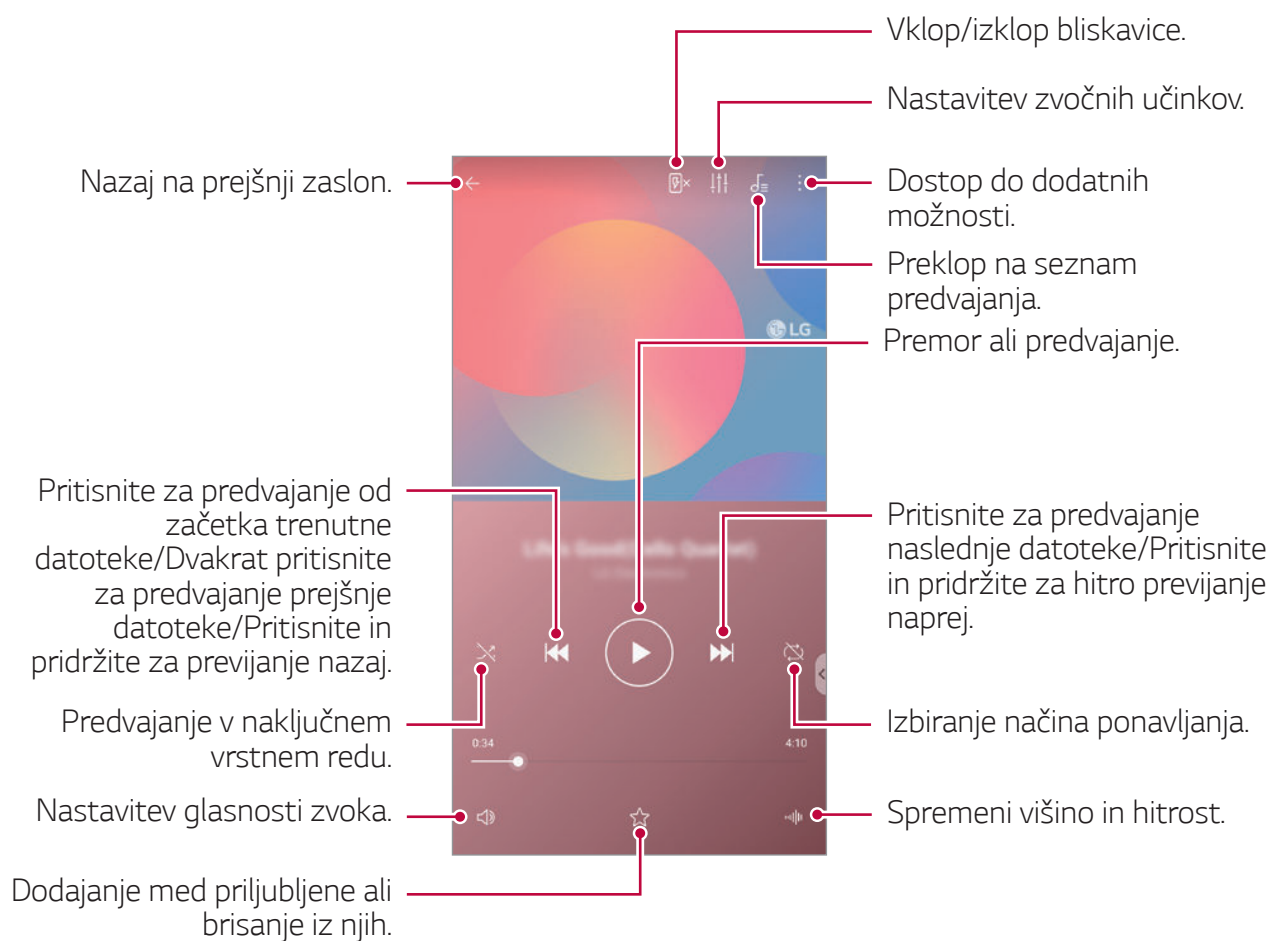 Vklop/izklop bliskavice.
Nastavitev zvočnih učinkov.
Nazaj na prejšnji zaslon.
Dostop do dodatnih
možnosti.
Preklop na seznam
predvajanja.
LG
Premor ali predvajanje.
Pritisnite za predvajanje od
začetka trenutne
datoteke/Dvakrat pritisnite
za predvajanje prejšnje
datoteke/Pritisnite in
pridržite za previjanje nazaj.
Pritisnite za predvajanje
naslednje datoteke/Pritisnite
in pridržite za hitro previjanje
naprej.
Predvajanje v naključnem
vrstnem redu.
Izbiranje načina ponavljanja.
0:34
4:10
Nastavitev glasnosti zvoka.
Spremeni višino in hitrost.
Dodajanje med priljubljene ali
brisanje iz njih.